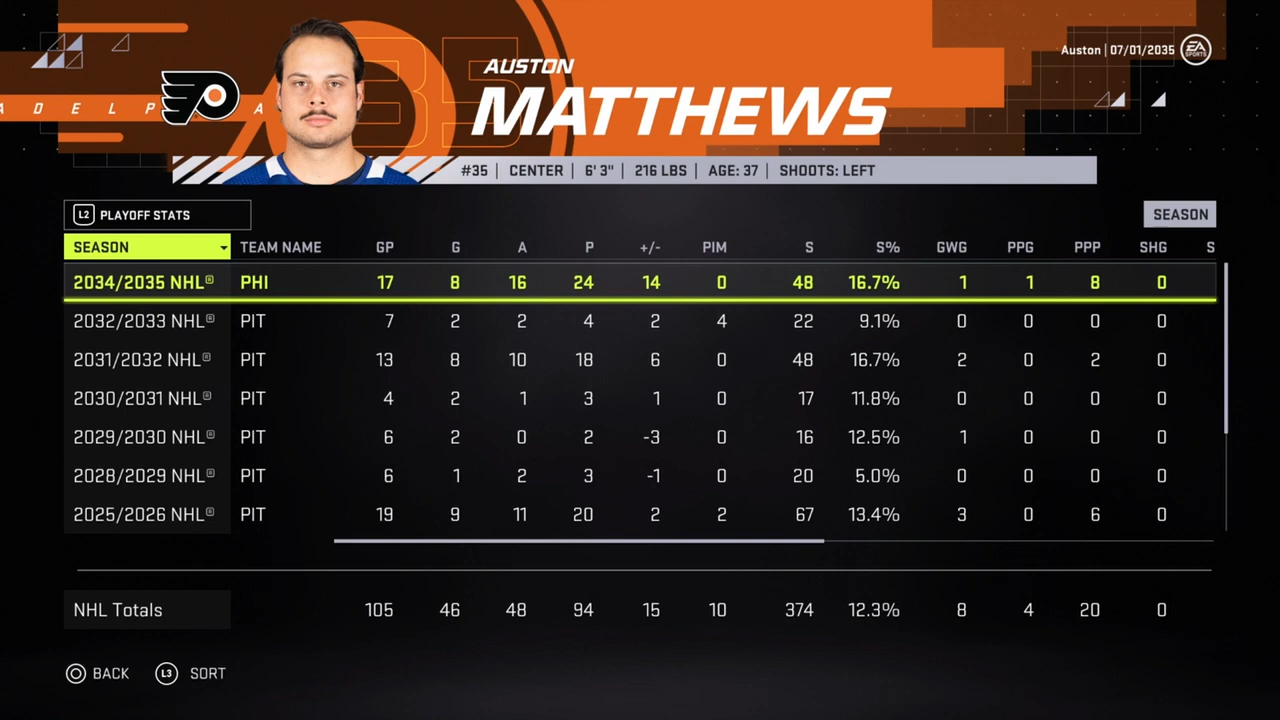 Auston | 07/01/2035 EA SPORTS
AUSTON
MATTHEWS
A D E L P A
#35 | CENTER | 6' 3" | 216 LBS | AGE: 37 | SHOOTS: LEFT
L2 PLAYOFF STATS
SEASON
SEASON TEAM NAME GP G A P +/- PIM S S% GWG PPG PPP SHG S
2034/2035 NHL PHI 17 8 16 24 14 0 48 16.7% 1 1 8 0
2032/2033 NHL PIT 7 2 2 4 2 4 22 9.1% 0 0 0 0
2031/2032 NHL PIT 13 8 10 18 6 0 48 16.7% 2 0 2 0
2030/2031 NHL PIT 4 2 1 3 1 0 17 11.8% 0 0 0 0
2029/2030 NHL PIT 6 2 0 2 -3 0 16 12.5% 1 0 0 0
2028/2029 NHL PIT 6 1 2 3 -1 0 20 5.0% 0 0 0 0
2025/2026 NHL PIT 19 9 11 20 2 2 67 13.4% 3 0 6 0
NHL Totals 105 46 48 94 15 10 374 12.3% 8 4 20 0
BACK L3 SORT